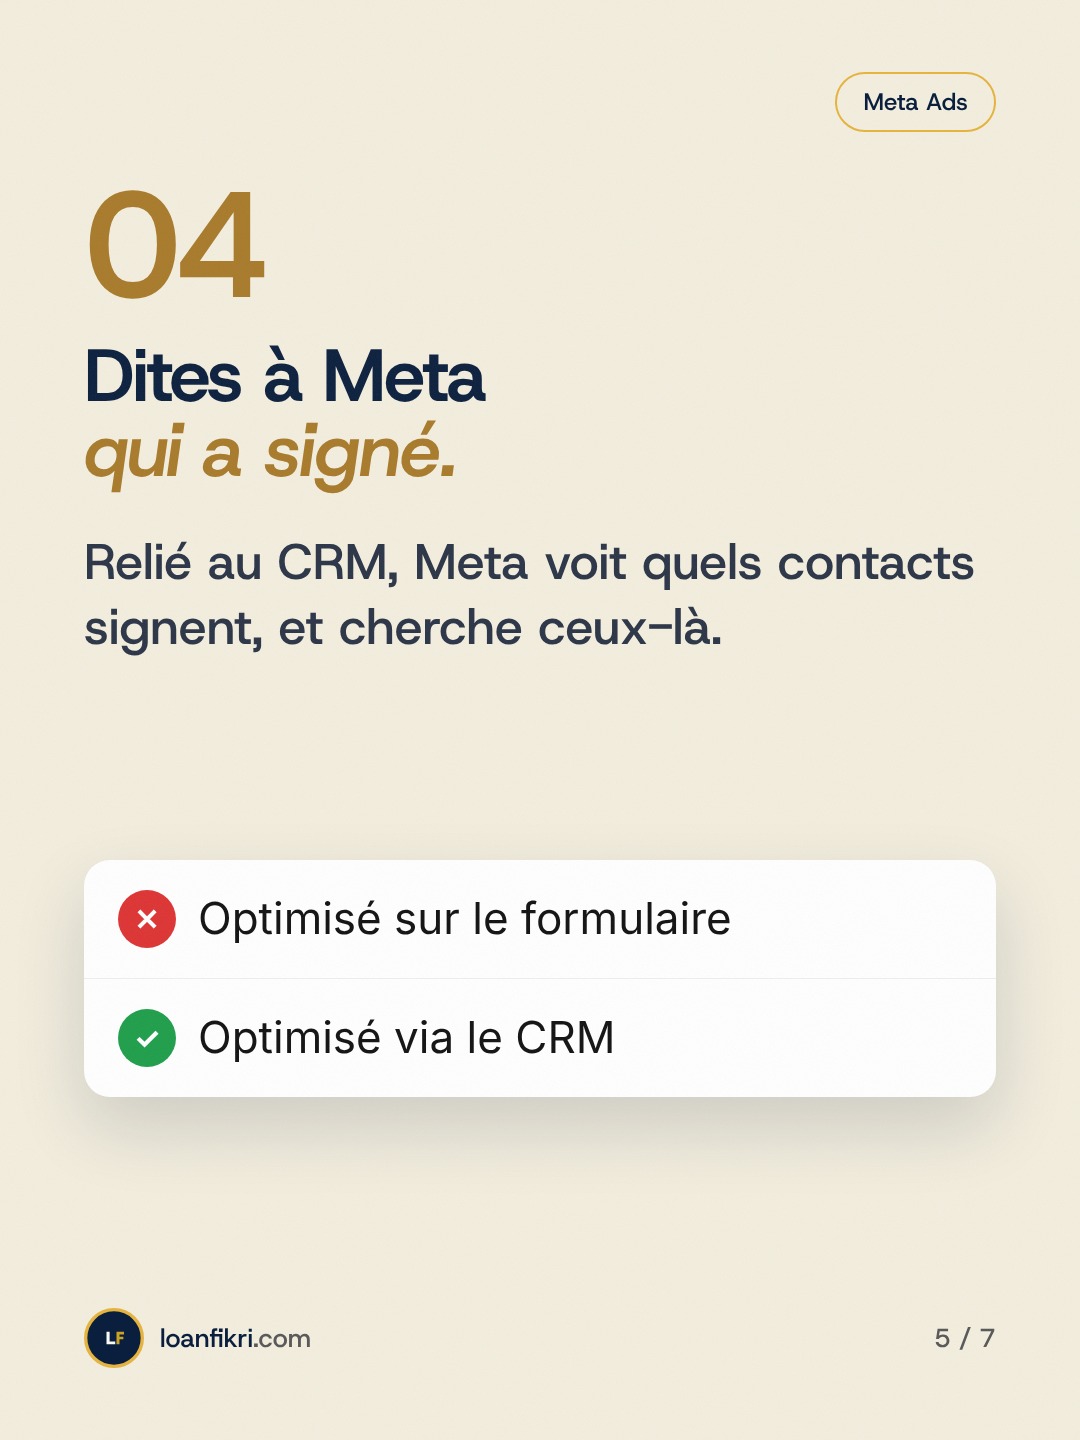 Meta Ads
04
Dites à Meta
qui a signé.
Relié au CRM, Meta voit quels contacts
signent, et cherche ceux-là.
Optimisé sur le formulaire
Optimisé via le CRM
LF
loanfikri.com
5 / 7